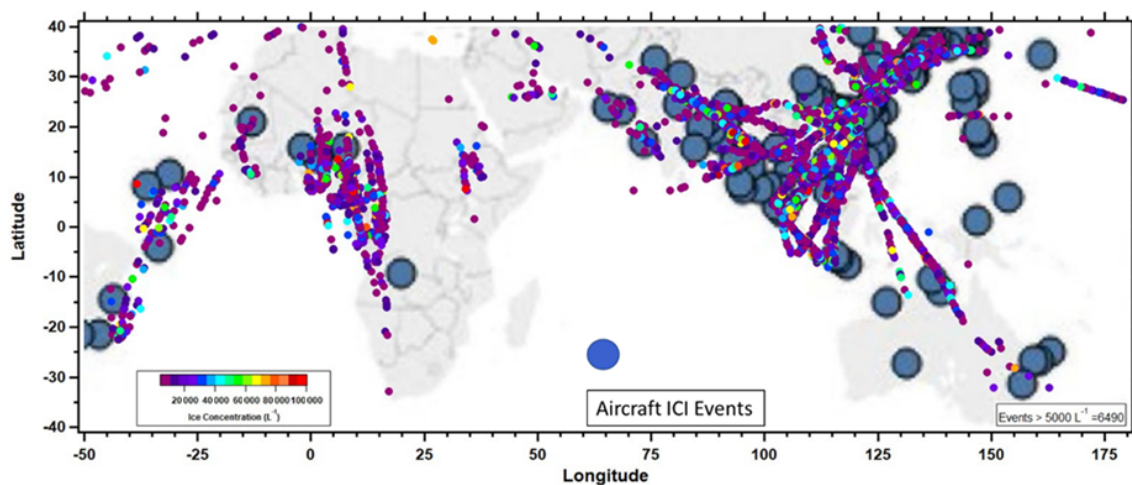 40
30
20
10
0
-10
-20
-30
-40
Latitude
20 000 40 000 60 000 80 000 100 000
Ice Concentration (L⁻¹)
Aircraft ICI Events
Events > 5000 L⁻¹ =6490
-50 -25 0 25 50 75 100 125 150 175
Longitude